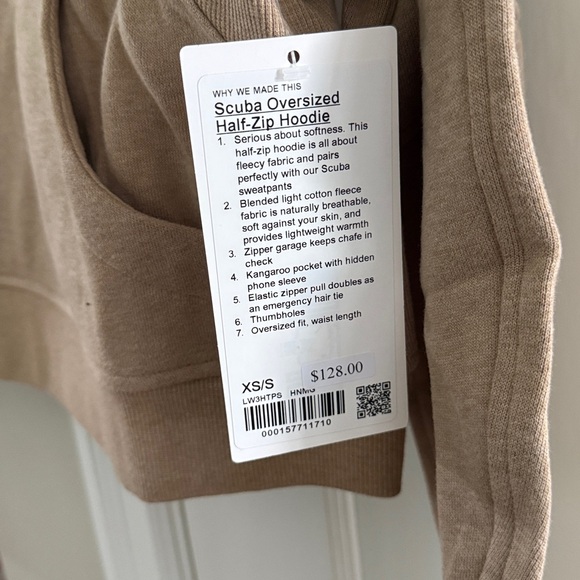 WHY WE MADE THIS
Scuba Oversized
Half-Zip Hoodie
1. Serious about softness. This
half-zip hoodie is all about
fleecy fabric and pairs
perfectly with our Scuba
sweatpants
2. Blended light cotton fleece
fabric is naturally breathable,
soft against your skin, and
provides lightweight warmth
3. Zipper garage keeps chafe in
check
4. Kangaroo pocket with hidden
phone sleeve
5. Elastic zipper pull doubles as
an emergency hair tie
6. Thumbholes
7. Oversized fit, waist length
XS/S $128.00
LW3HTPS HNMG
000157711710